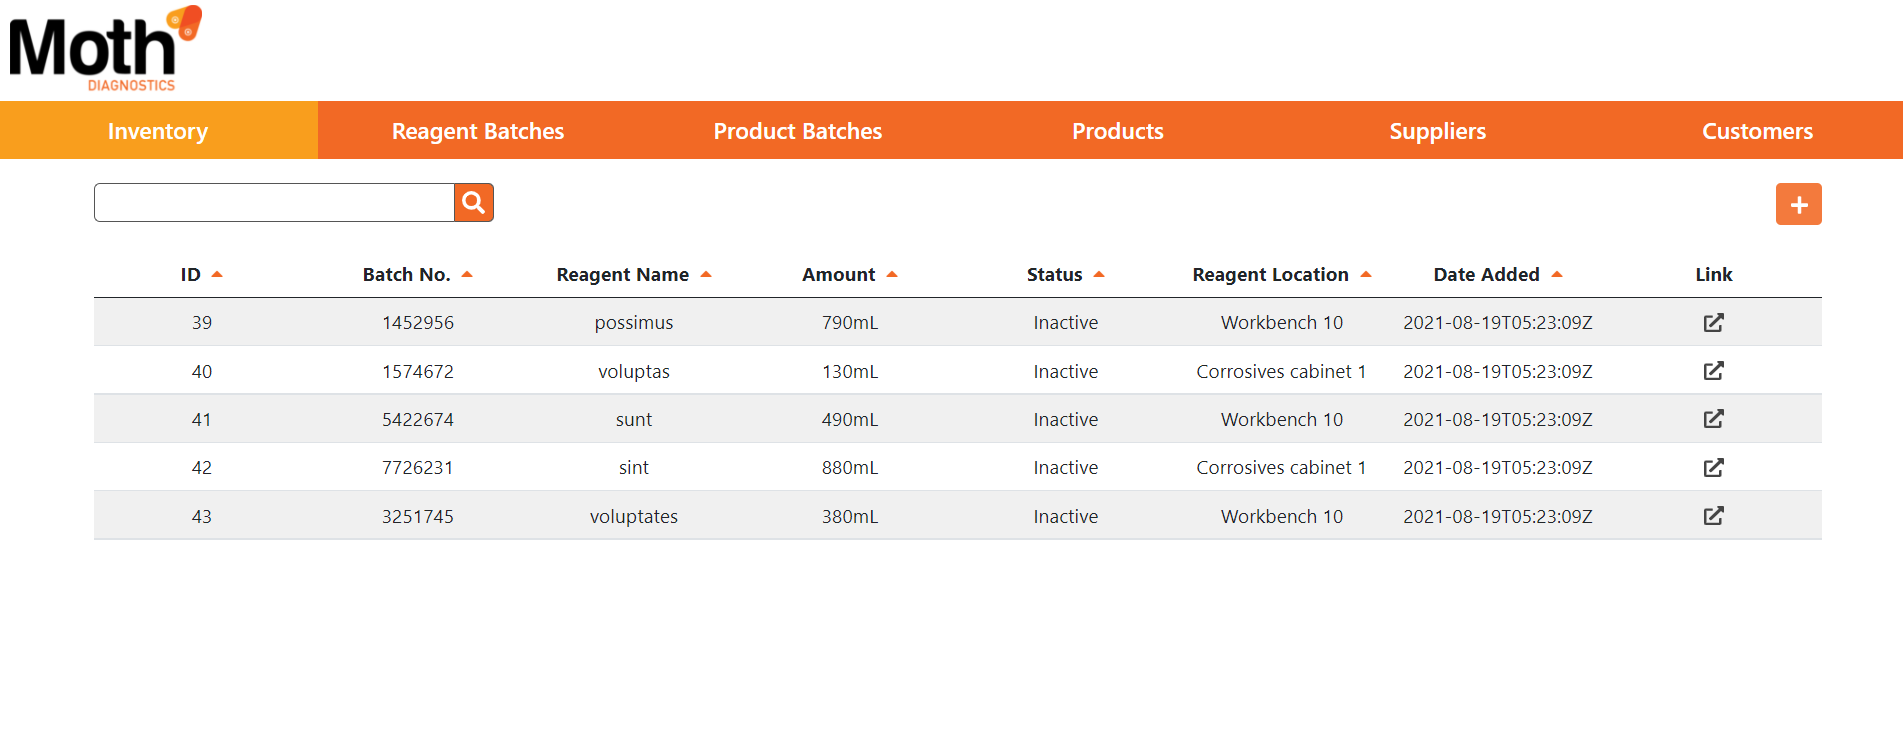 Moth
DIAGNOSTICS
Inventory Reagent Batches Product Batches Products Suppliers Customers
ID Batch No. Reagent Name Amount Status Reagent Location Date Added Link
39 1452956 possimus 790mL Inactive Workbench 10 2021-08-19T05:23:09Z
40 1574672 voluptas 130mL Inactive Corrosives cabinet 1 2021-08-19T05:23:09Z
41 5422674 sunt 490mL Inactive Workbench 10 2021-08-19T05:23:09Z
42 7726231 sint 880mL Inactive Corrosives cabinet 1 2021-08-19T05:23:09Z
43 3251745 voluptates 380mL Inactive Workbench 10 2021-08-19T05:23:09Z